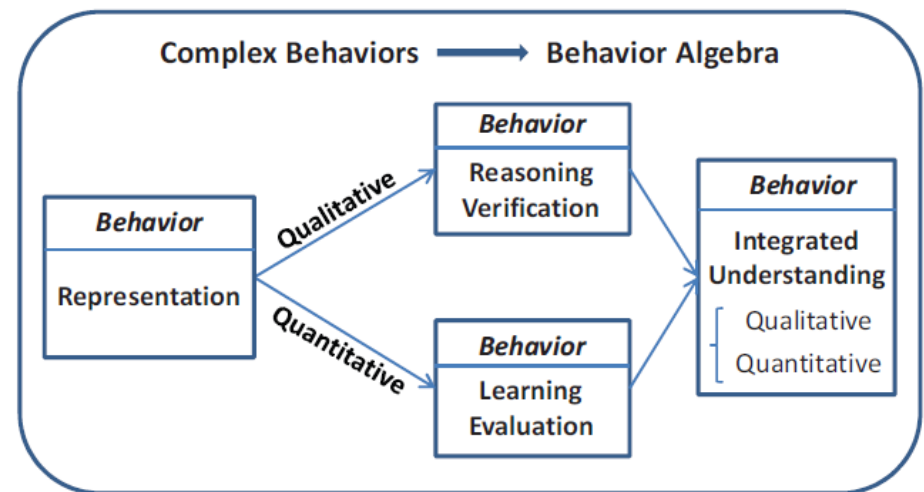 Complex Behaviors
Behavior Algebra
Behavior
Representation
Qualitative
Quantitative
Behavior
Reasoning
Verification
Behavior
Learning
Evaluation
Behavior
Integrated
Understanding
Qualitative
Quantitative